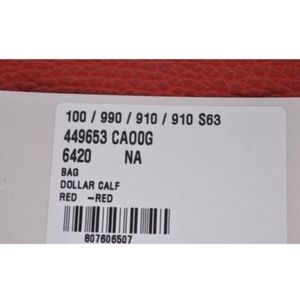 100 / 990 / 910 / 910 S63
449653 CAO0G
6420 NA
BAG
DOLLAR CALF
RED -RED
807606507